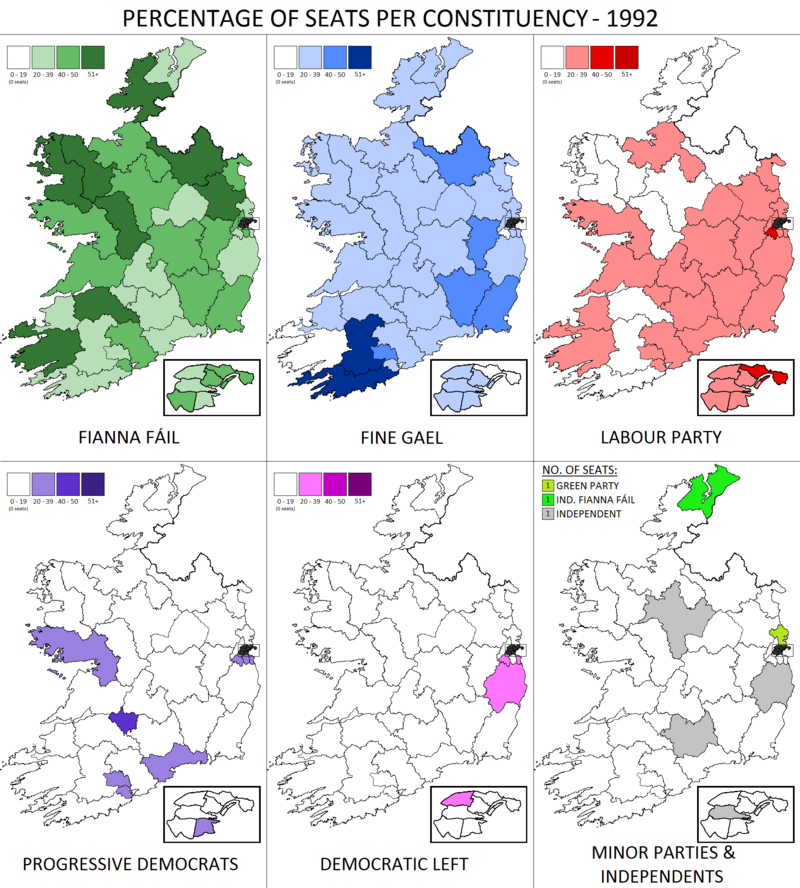 PERCENTAGE OF SEATS PER CONSTITUENCY - 1992
0 - 19 20 - 39 40 - 50 51+
(0 seats)
0 - 19 20 - 39 40 - 50 51+
(0 seats)
0 - 19 20 - 39 40 - 50 51+
(0 seats)
FIANNA FÁIL
FINE GAEL
LABOUR PARTY
0 - 19 20 - 39 40 - 50 51+
(0 seats)
0 - 19 20 - 39 40 - 50 51+
(0 seats)
NO. OF SEATS:
1 GREEN PARTY
1 IND. FIANNA FÁIL
1 INDEPENDENT
PROGRESSIVE DEMOCRATS
DEMOCRATIC LEFT
MINOR PARTIES &
INDEPENDENTS